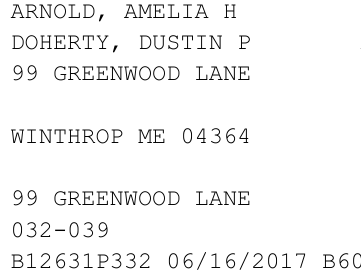 ARNOLD, AMELIA H
DOHERTY, DUSTIN P
99 GREENWOOD LANE
WINTHROP ME 04364
99 GREENWOOD LANE
032-039
B12631P332 06/16/2017